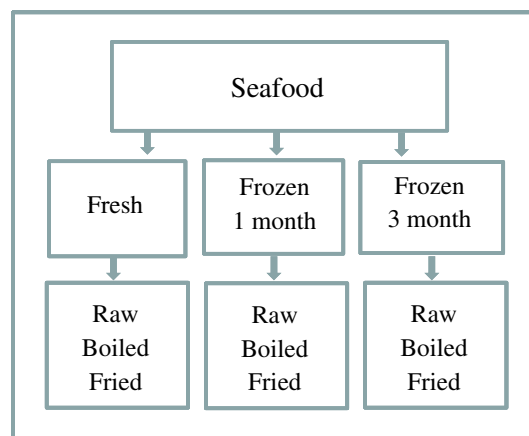 Seafood
Fresh
Frozen
1 month
Frozen
3 month
Raw
Boiled
Fried
Raw
Boiled
Fried
Raw
Boiled
Fried